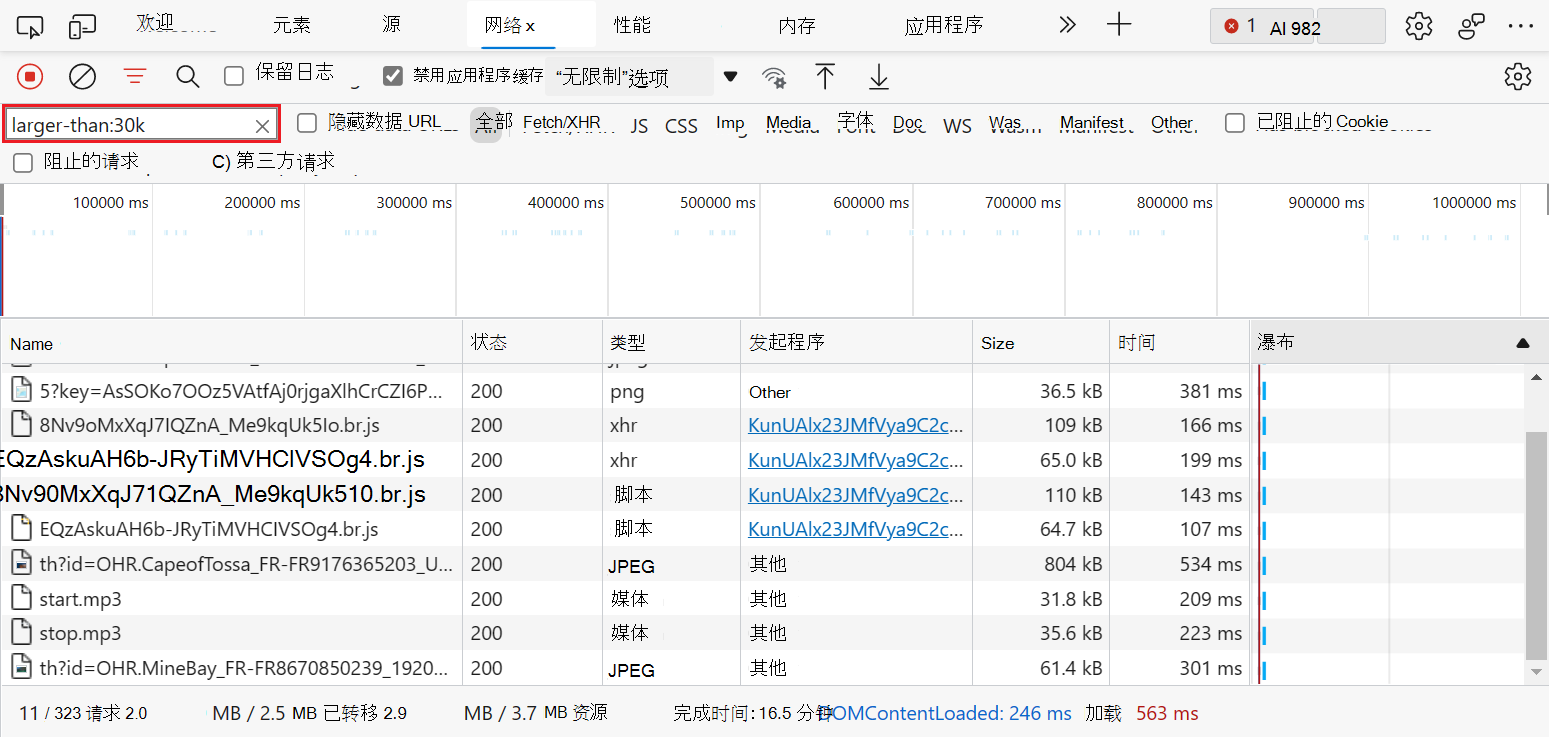 欢迎 元素 源 网络 x 性能 内存 应用程序 1 AI 982
保留日志 禁用应用程序缓存 “无限制”选项
larger-than:30k 隐藏数据 URL 全部 Fetch/XHR JS CSS Imp Media 字体 Doc WS Was Manifest Other 已阻止的 Cookie
阻止的请求 C) 第三方请求
100000 ms 200000 ms 300000 ms 400000 ms 500000 ms 600000 ms 700000 ms 800000 ms 900000 ms 1000000 ms
Name 状态 类型 发起程序 Size 时间 瀑布
5?key=AsSOKo7OOz5VAtfAj0rjgaXlhCrCZI6P... 200 png Other 36.5 kB 381 ms
8Nv9oMxXqJ7IQZnA_Me9kqUk5Io.br.js 200 xhr KunUAlx23JMfVya9C2c... 109 kB 166 ms
EQzAskuAH6b-JRyTiMVHCIVSOg4.br.js 200 xhr KunUAlx23JMfVya9C2c... 65.0 kB 199 ms
8Nv90MxXqJ71QZnA_Me9kqUk510.br.js 200 脚本 KunUAlx23JMfVya9C2c... 110 kB 143 ms
EQzAskuAH6b-JRyTiMVHCIVSOg4.br.js 200 脚本 KunUAlx23JMfVya9C2c... 64.7 kB 107 ms
th?id=OHR.CapeofTossa_FR-FR9176365203_U... 200 JPEG 其他 804 kB 534 ms
start.mp3 200 媒体 其他 31.8 kB 209 ms
stop.mp3 200 媒体 其他 35.6 kB 223 ms
th?id=OHR.MineBay_FR-FR8670850239_1920... 200 JPEG 其他 61.4 kB 301 ms
11 / 323 请求 2.0 MB / 2.5 MB 已转移 2.9 MB / 3.7 MB 资源 完成时间: 16.5 分钟 DOMContentLoaded: 246 ms 加载 563 ms